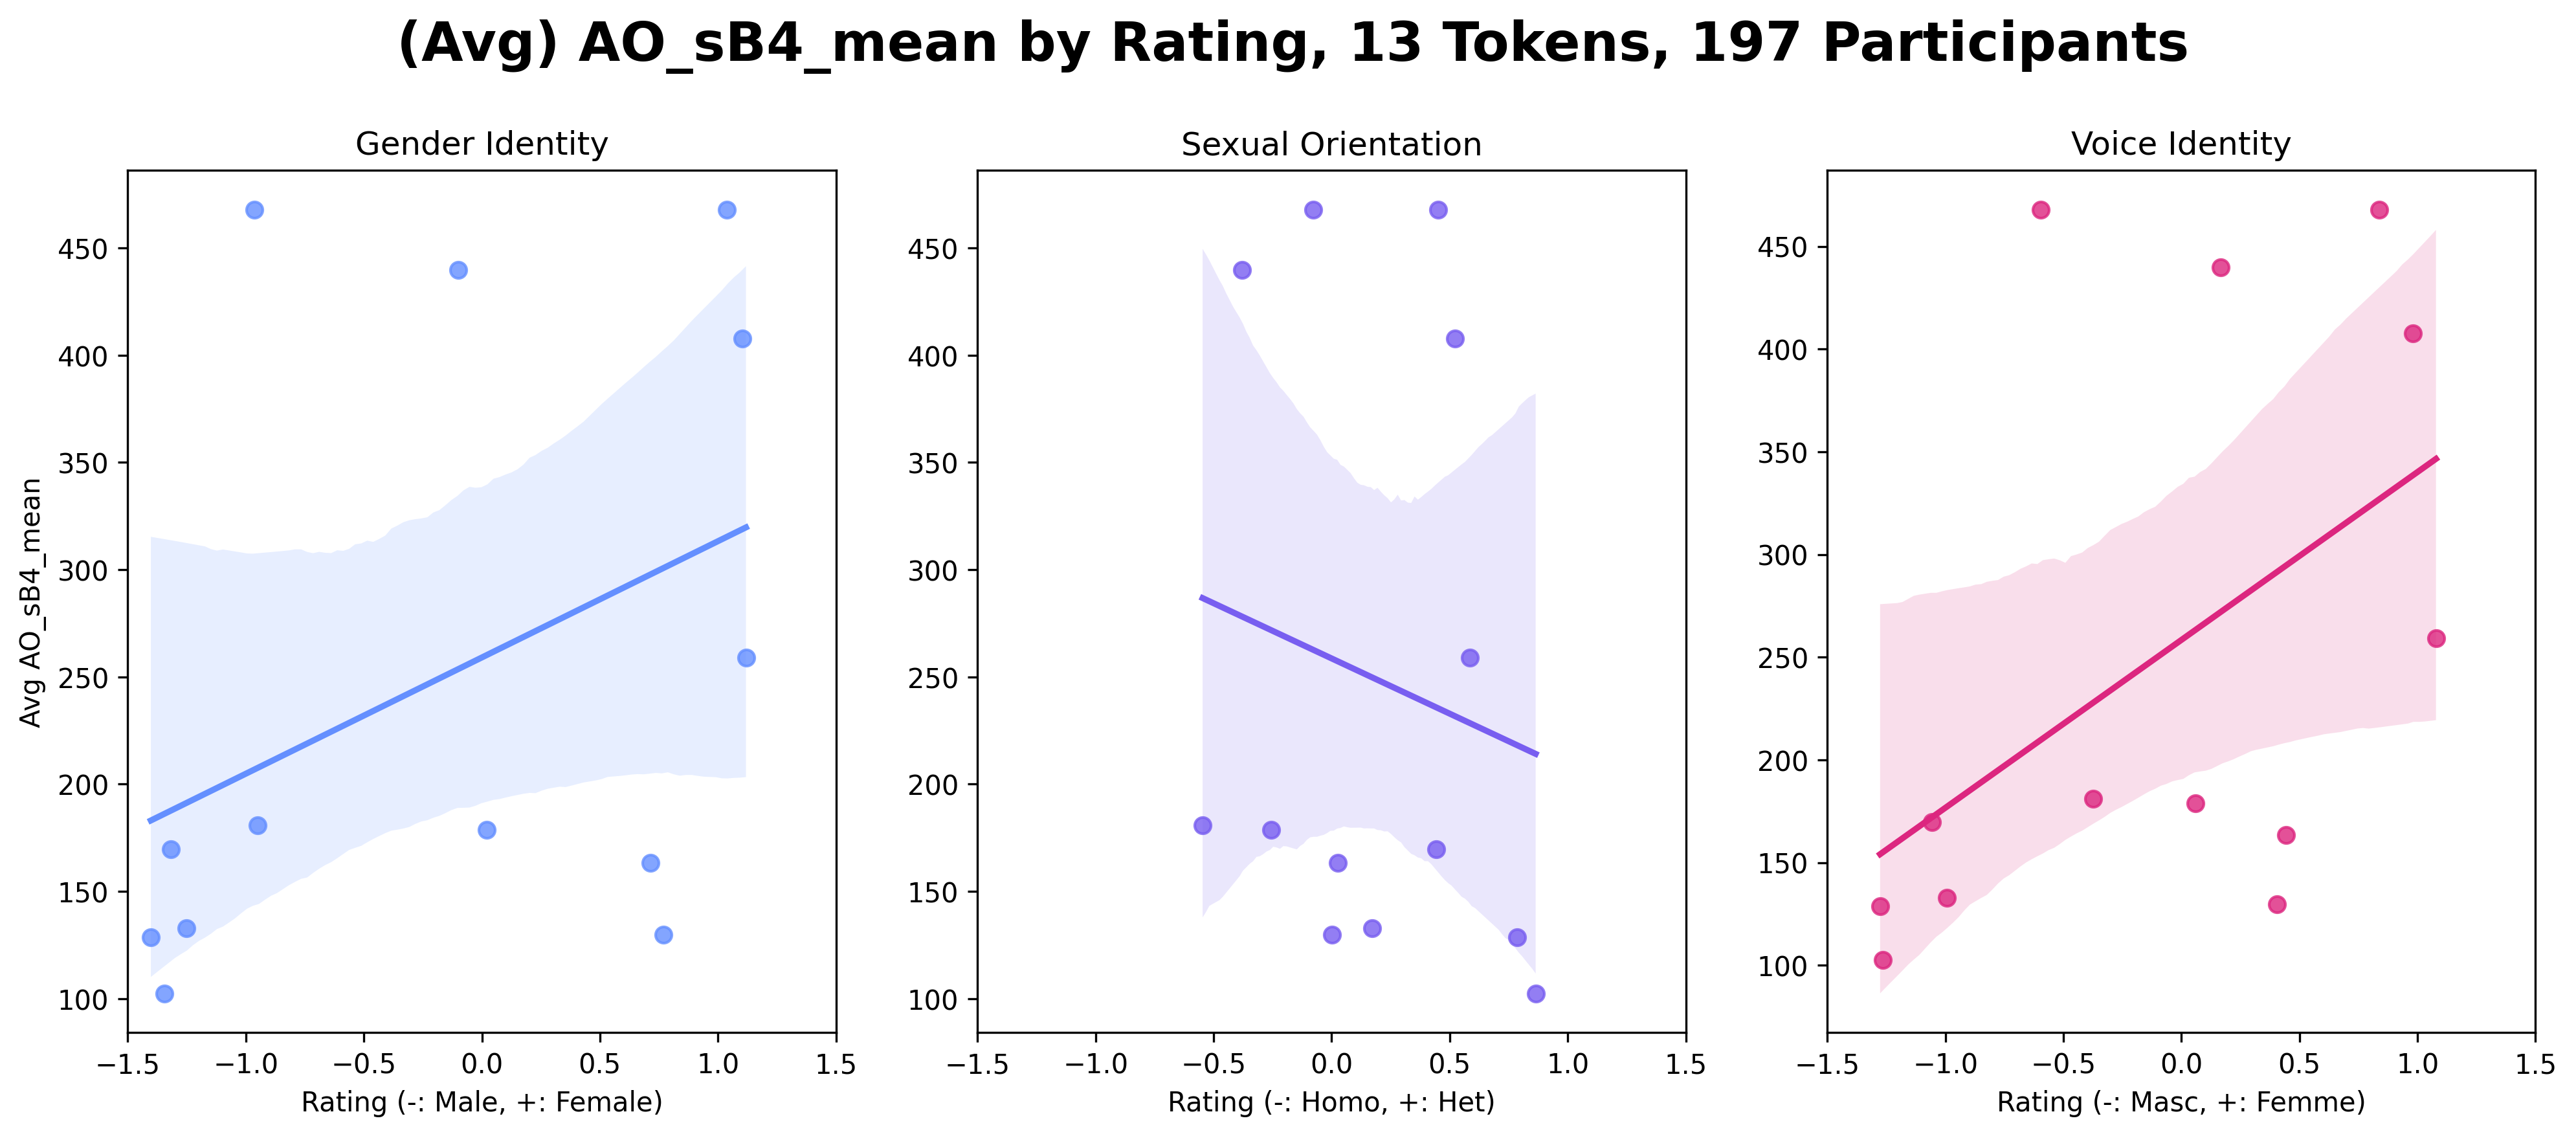 (Avg) AO_sB4_mean by Rating, 13 Tokens, 197 Participants
Gender Identity
Sexual Orientation
Voice Identity
Avg AO_sB4_mean
450
400
350
300
250
200
150
100
−1.5 −1.0 −0.5 0.0 0.5 1.0 1.5
Rating (-: Male, +: Female)
450
400
350
300
250
200
150
100
−1.5 −1.0 −0.5 0.0 0.5 1.0 1.5
Rating (-: Homo, +: Het)
450
400
350
300
250
200
150
100
−1.5 −1.0 −0.5 0.0 0.5 1.0 1.5
Rating (-: Masc, +: Femme)